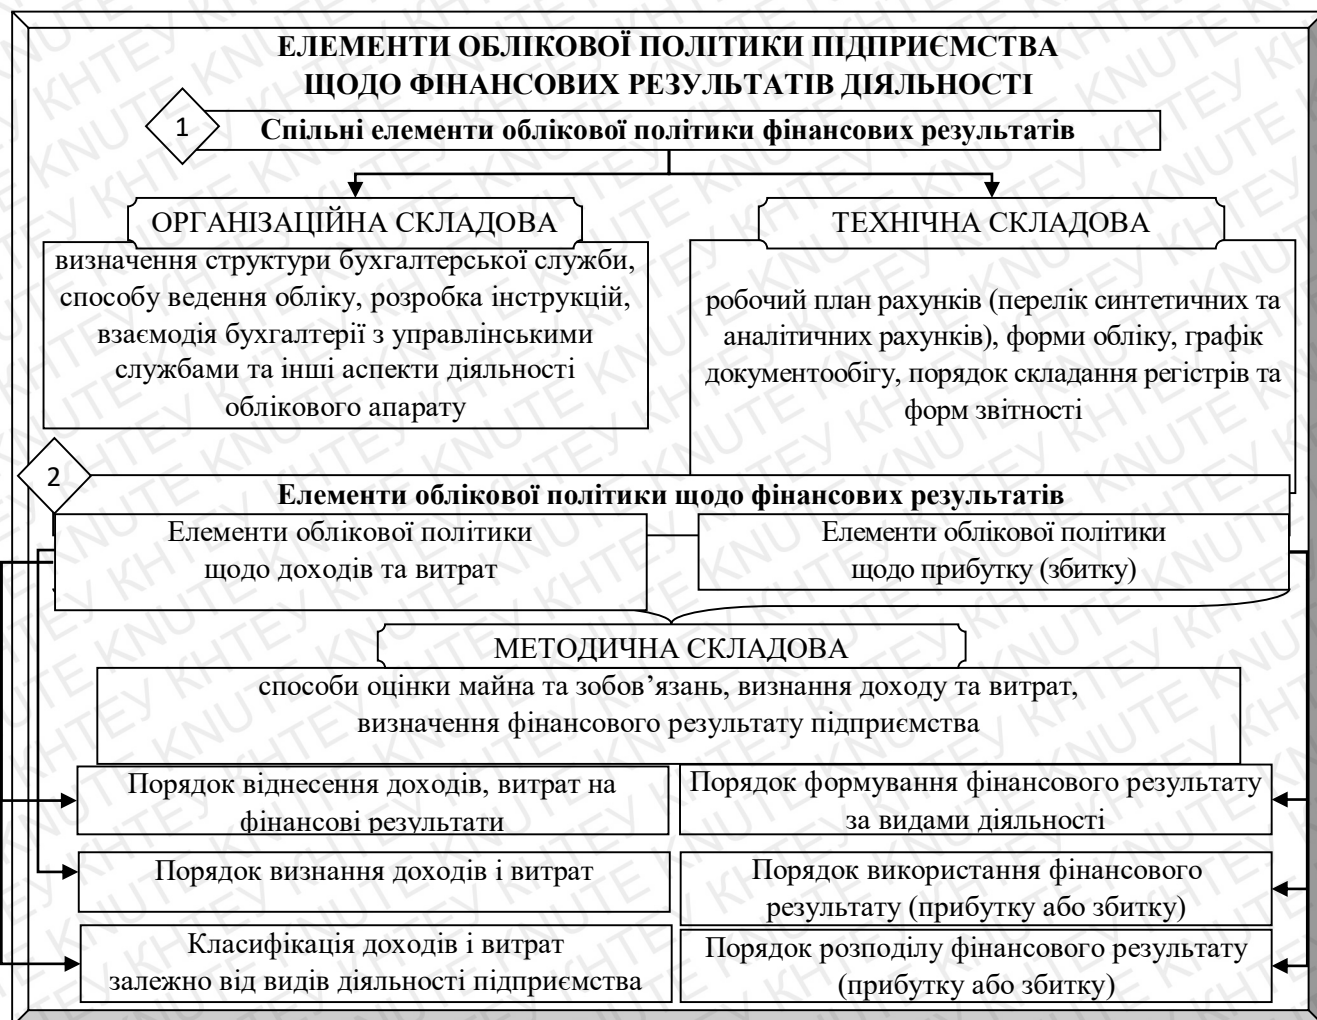 ЕЛЕМЕНТИ ОБЛІКОВОЇ ПОЛІТИКИ ПІДПРИЄМСТВА
ЩОДО ФІНАНСОВИХ РЕЗУЛЬТАТІВ ДІЯЛЬНОСТІ
1
Спільні елементи облікової політики фінансових результатів
ОРГАНІЗАЦІЙНА СКЛАДОВА
визначення структури бухгалтерської служби,
способу ведення обліку, розробка інструкцій,
взаємодія бухгалтерії з управлінськими
службами та інші аспекти діяльності
облікового апарату
ТЕХНІЧНА СКЛАДОВА
робочий план рахунків (перелік синтетичних та
аналітичних рахунків), форми обліку, графік
документообігу, порядок складання регістрів та
форм звітності
2
Елементи облікової політики щодо фінансових результатів
Елементи облікової політики
щодо доходів та витрат
Елементи облікової політики
щодо прибутку (збитку)
МЕТОДИЧНА СКЛАДОВА
способи оцінки майна та зобов’язань, визнання доходу та витрат,
визначення фінансового результату підприємства
Порядок віднесення доходів, витрат на
фінансові результати
Порядок визнання доходів і витрат
Класифікація доходів і витрат
залежно від видів діяльності підприємства
Порядок формування фінансового результату
за видами діяльності
Порядок використання фінансового
результату (прибутку або збитку)
Порядок розподілу фінансового результату
(прибутку або збитку)